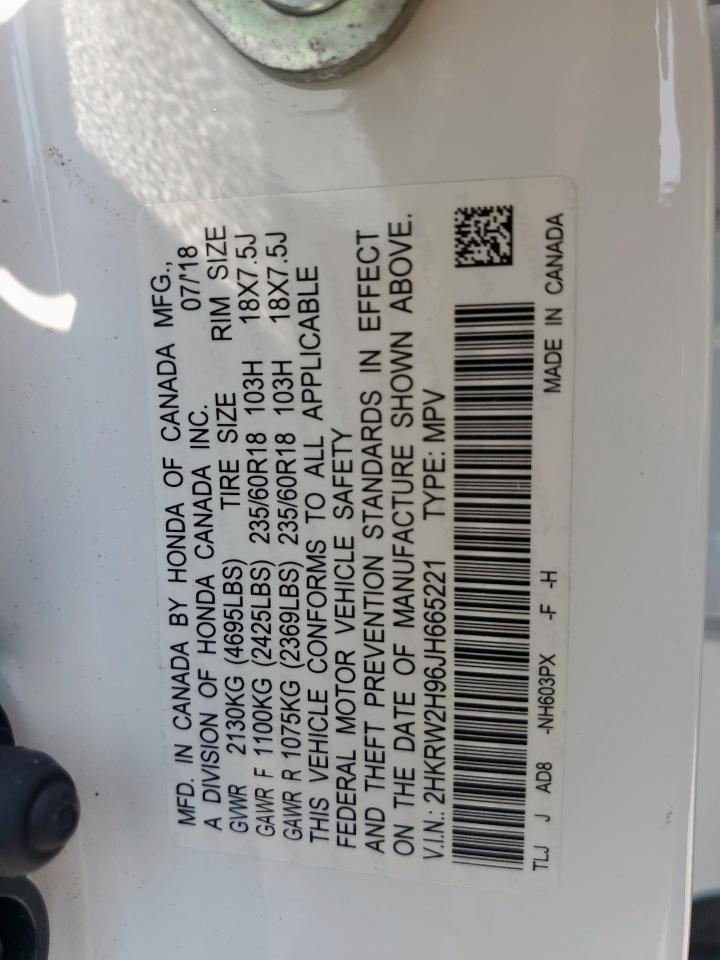 MFD. IN CANADA BY HONDA OF CANADA MFG.,
A DIVISION OF HONDA CANADA INC. 07/'18
GVWR 2130KG (4695LBS) TIRE SIZE RIM SIZE
GAWR F 1100KG (2425LBS) 235/60R18 103H 18X7.5J
GAWR R 1075KG (2369LBS) 235/60R18 103H 18X7.5J
THIS VEHICLE CONFORMS TO ALL APPLICABLE
FEDERAL MOTOR VEHICLE SAFETY
AND THEFT PREVENTION STANDARDS IN EFFECT
ON THE DATE OF MANUFACTURE SHOWN ABOVE.
V.I.N.: 2HKRW2H96JH665221 TYPE: MPV
TLJ J AD8 -NH603PX -F -H MADE IN CANADA